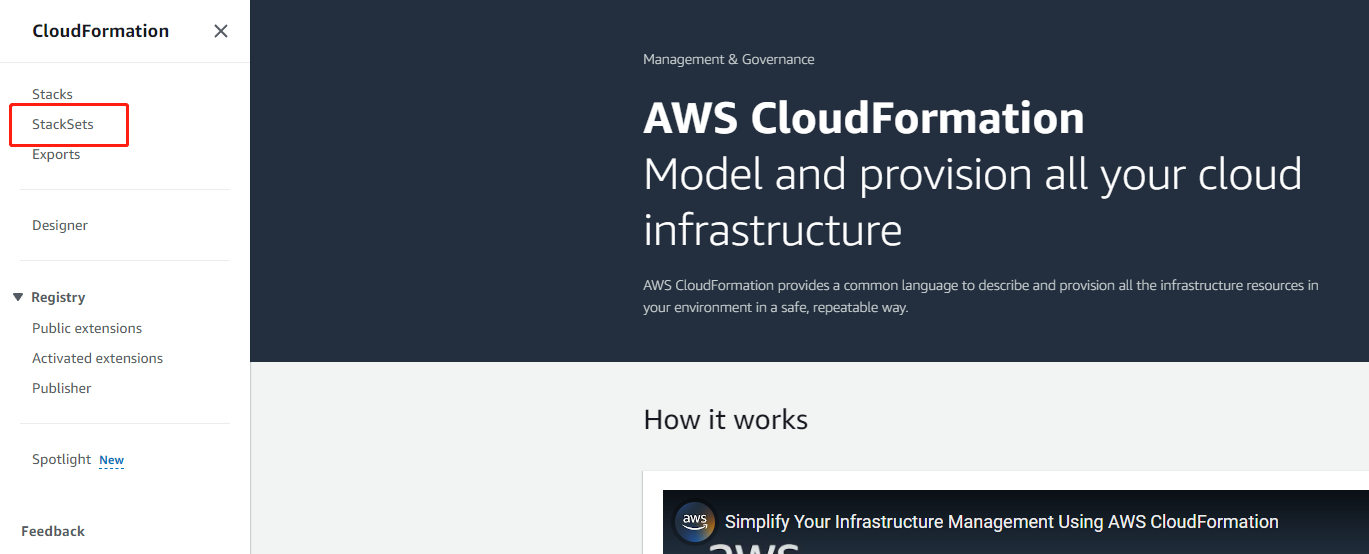 CloudFormation
Stacks
StackSets
Exports
Designer
Registry
Public extensions
Activated extensions
Publisher
Spotlight New
Feedback
Management & Governance
AWS CloudFormation
Model and provision all your cloud
infrastructure
AWS CloudFormation provides a common language to describe and provision all the infrastructure resources in
your environment in a safe, repeatable way.
How it works
aws
Simplify Your Infrastructure Management Using AWS CloudFormation
aws